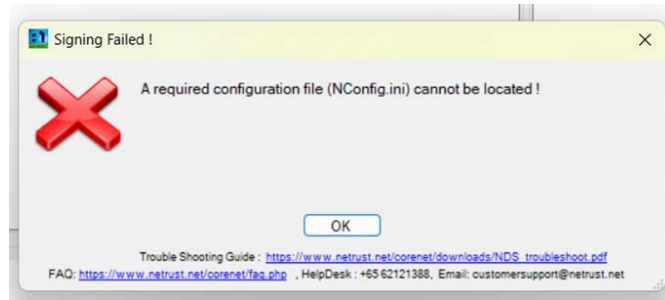 Signing Failed !
A required configuration file (NConfig.ini) cannot be located !
OK
Trouble Shooting Guide : https://www.netrust.net/corenet/downloads/NDS_troubleshoot.pdf
FAQ: https://www.netrust.net/corenet/faq.php , HelpDesk : +65 62121388, Email: customersupport@netrust.net